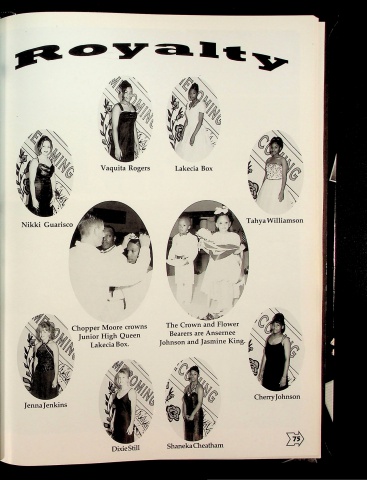 Royalty
Vaquita Rogers
Lakecia Box
Nikki Guarisco
Tahya Williamson
Chopper Moore crowns
Junior High Queen
Lakecia Box.
The Crown and Flower
Bearers are Ansernee
Johnson and Jasmine King.
Jenna Jenkins
Cherry Johnson
Dixie Still
Shaneka Cheatham
75